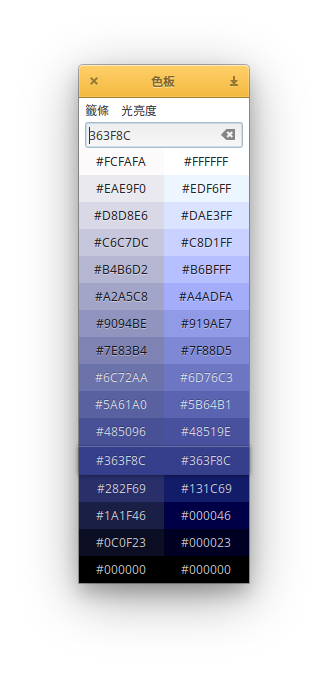 色板
籤條 光亮度
363F8C
#FCFAFA #FFFFFF
#EAE9F0 #EDF6FF
#D8D8E6 #DAE3FF
#C6C7DC #C8D1FF
#B4B6D2 #B6BFFF
#A2A5C8 #A4ADFA
#9094BE #919AE7
#7E83B4 #7F88D5
#6C72AA #6D76C3
#5A61A0 #5B64B1
#485096 #48519E
#363F8C #363F8C
#282F69 #131C69
#1A1F46 #000046
#0C0F23 #000023
#000000 #000000